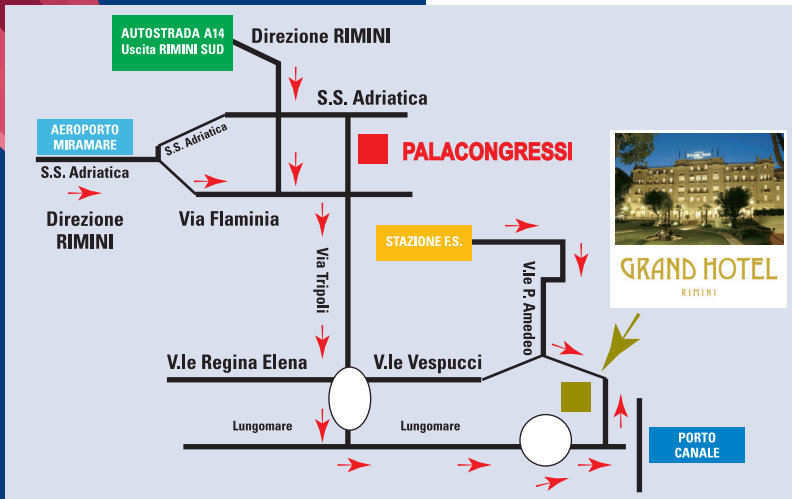 AUTOSTRADA A14
Uscita RIMINI SUD
Direzione RIMINI
S.S. Adriatica
AEROPORTO
MIRAMARE
S.S. Adriatica
S.S. Adriatica
PALACONGRESSI
Direzione
RIMINI
Via Flaminia
STAZIONE F.S.
GRAND HOTEL
RIMINI
Via Tripoli
V.le P. Amedeo
V.le Regina Elena
V.le Vespucci
Lungomare
Lungomare
PORTO
CANALE